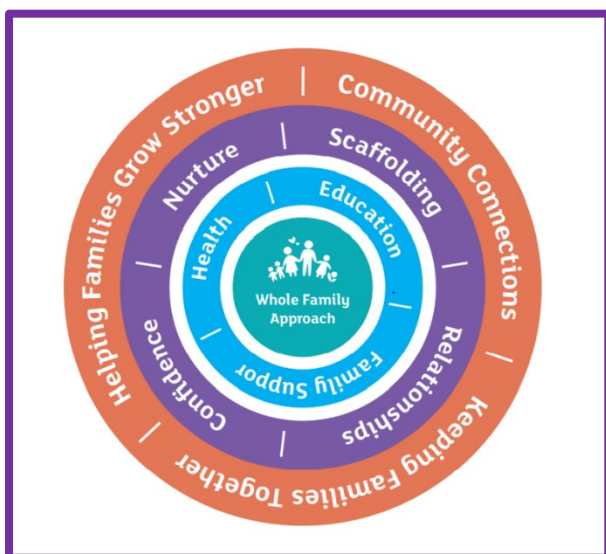 Helping Families Grow Stronger
Community Connections
Keeping Families Together
Nurture
Scaffolding
Relationships
Confidence
Health
Education
Family Suppor
Whole Family
Approach